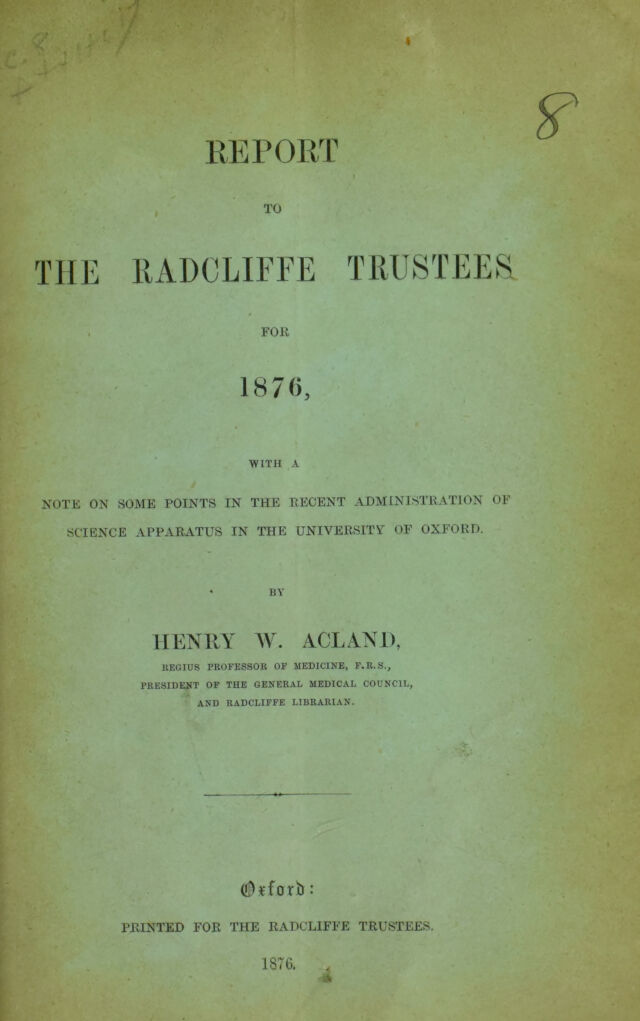 8
REPORT
TO
THE RADCLIFFE TRUSTEES
FOR
1876,
WITH A
NOTE ON SOME POINTS IN THE RECENT ADMINISTRATION OF
SCIENCE APPARATUS IN THE UNIVERSITY OF OXFORD.
BY
HENRY W. ACLAND,
REGIUS PROFESSOR OF MEDICINE, F.R.S.,
PRESIDENT OF THE GENERAL MEDICAL COUNCIL,
AND RADCLIFFE LIBRARIAN.
Oxford:
PRINTED FOR THE RADCLIFFE TRUSTEES.
1876.